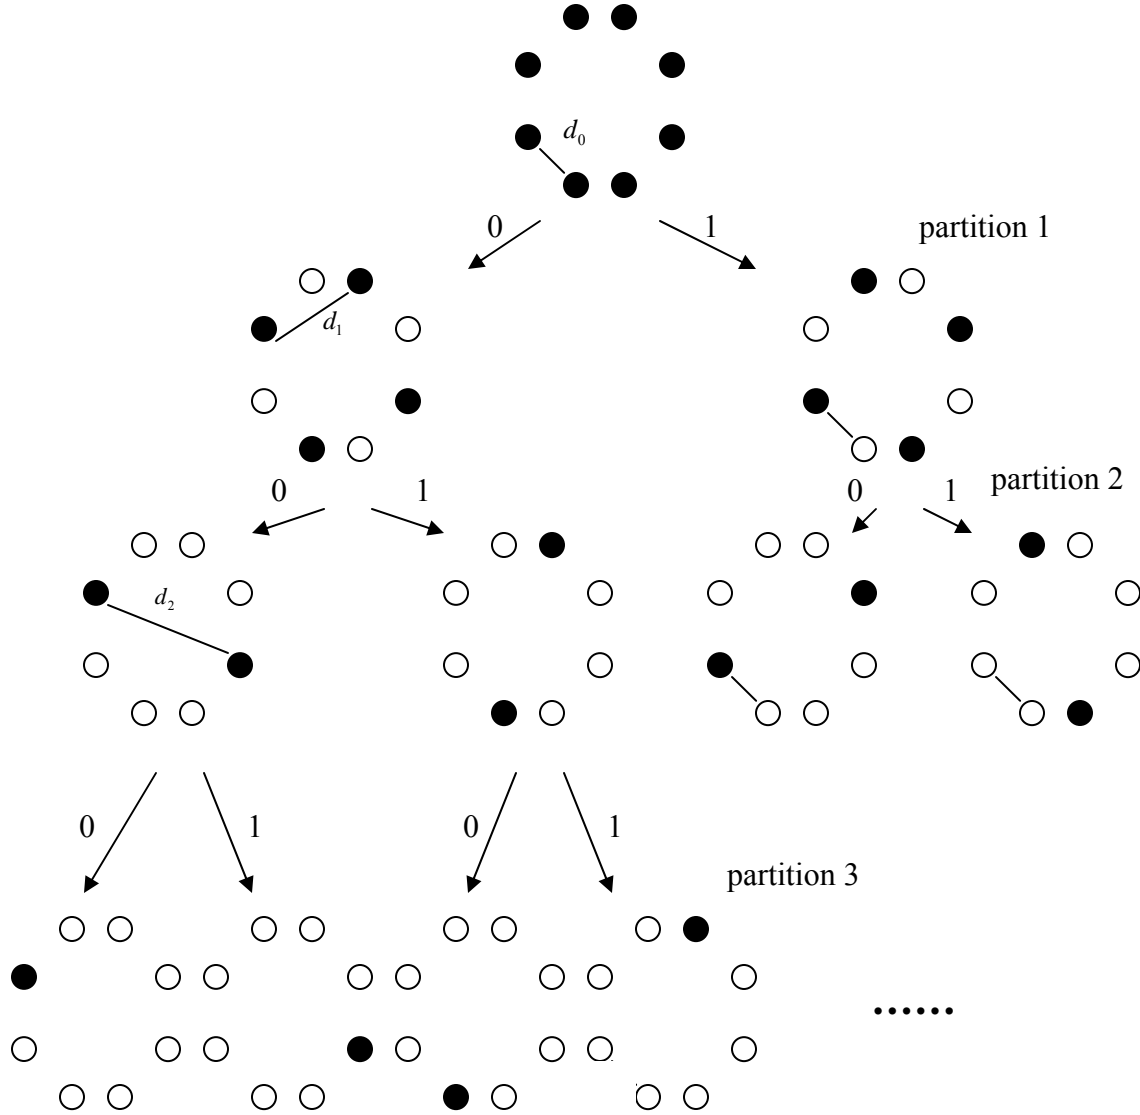 d₀
0
1
partition 1
d₁
0
1
0
1
partition 2
d₂
0
1
0
1
partition 3
......